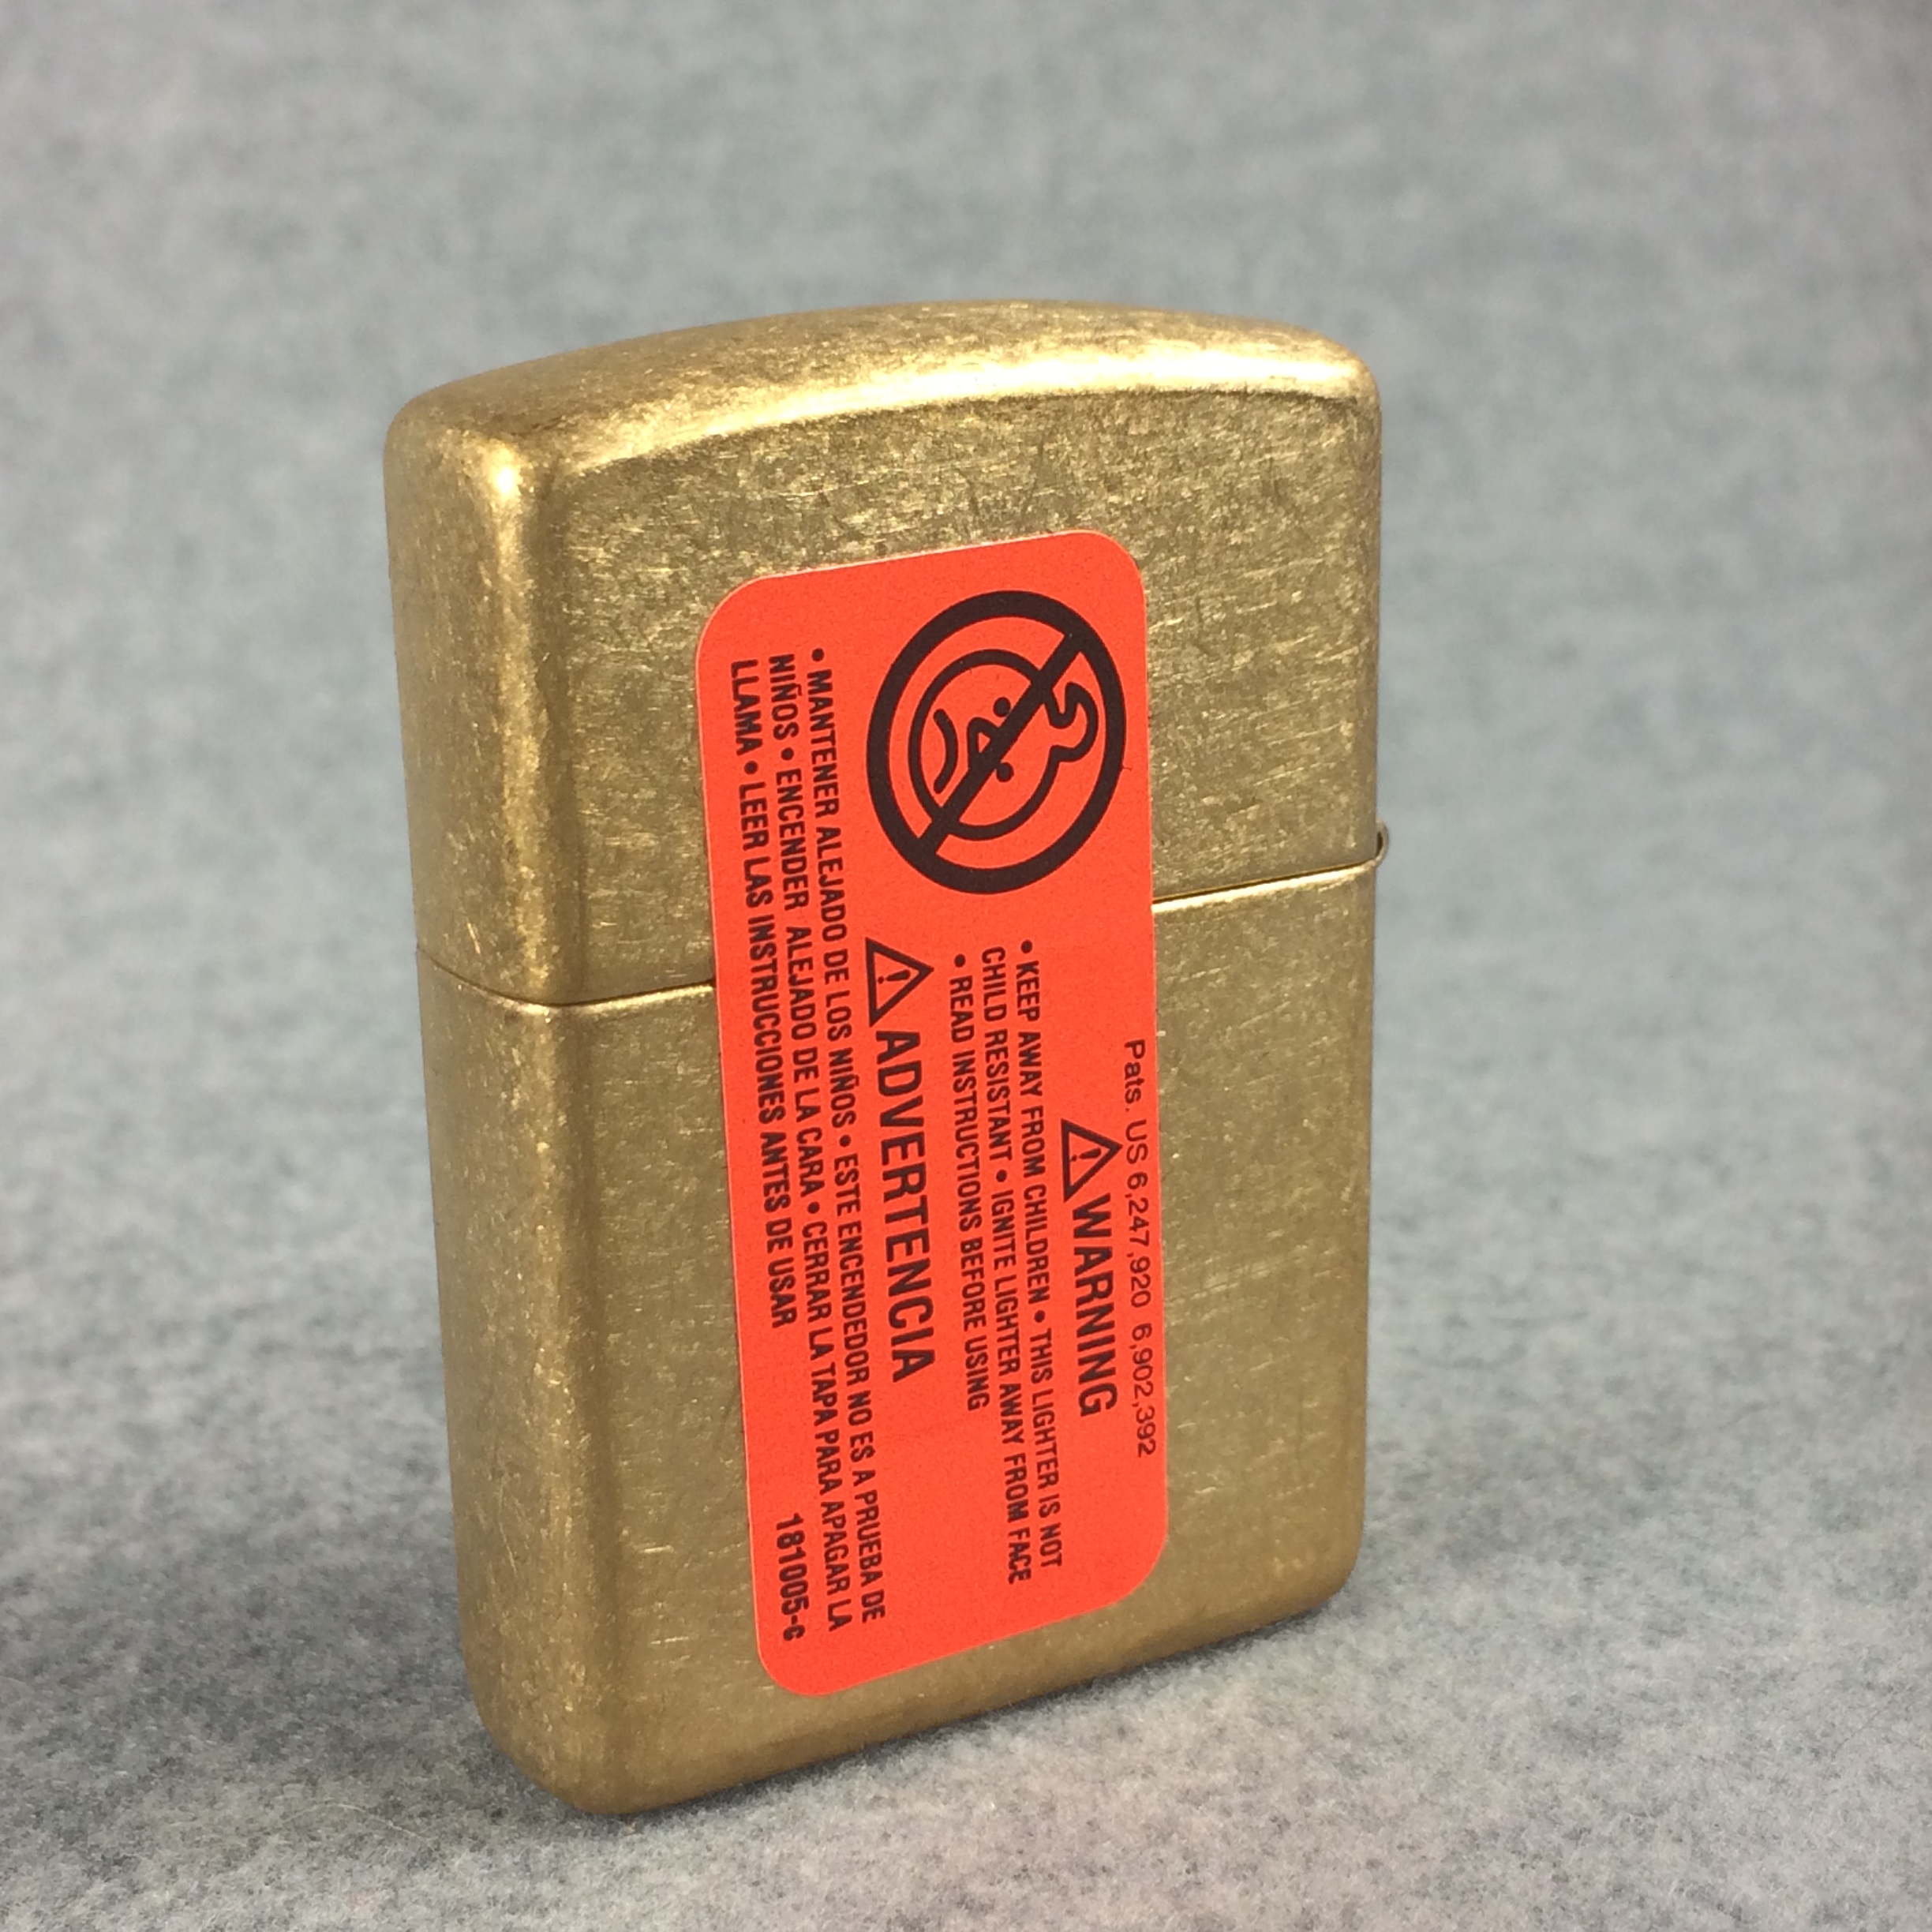 Pats. US 6,247,920 6,902,392
WARNING
• KEEP AWAY FROM CHILDREN • THIS LIGHTER IS NOT
CHILD RESISTANT • IGNITE LIGHTER AWAY FROM FACE
• READ INSTRUCTIONS BEFORE USING
ADVERTENCIA
• MANTENER ALEJADO DE LOS NIÑOS • ESTE ENCENDEDOR NO ES A PRUEBA DE
NIÑOS • ENCENDER ALEJADO DE LA CARA • CERRAR LA TAPA PARA APAGAR LA
LLAMA • LEER LAS INSTRUCCIONES ANTES DE USAR
181005-c